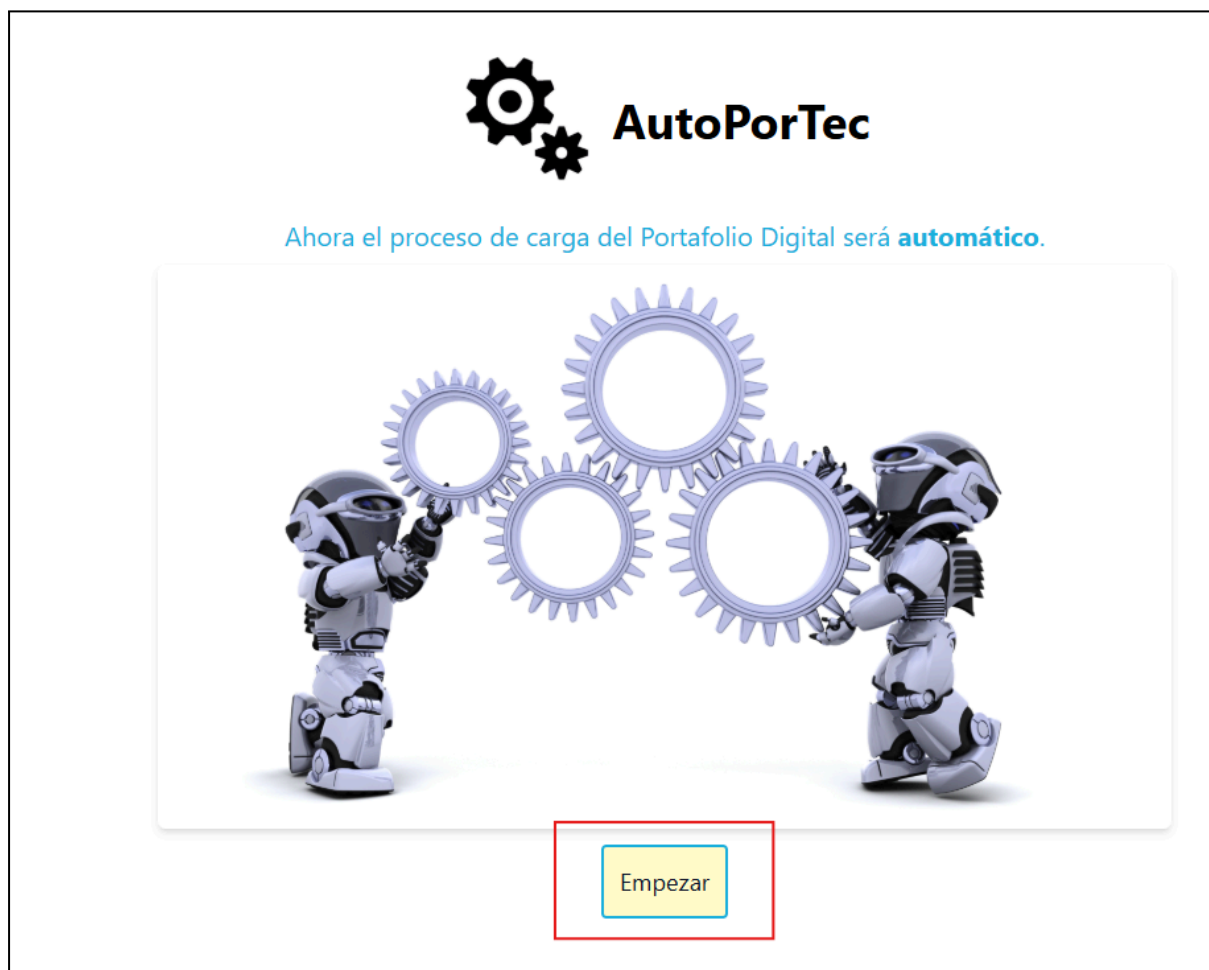 AutoPorTec
Ahora el proceso de carga del Portafolio Digital será automático.
Empezar